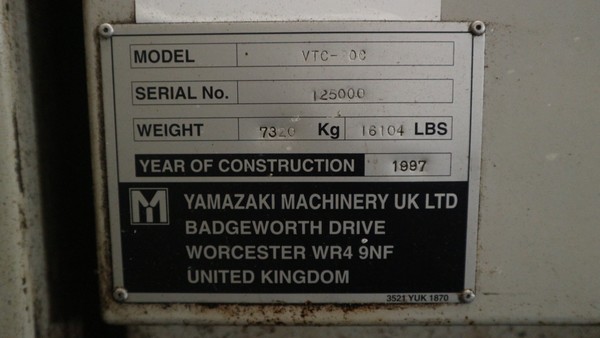 MODEL VTC-
SERIAL No. 125000
WEIGHT 7320 Kg 16104 LBS
YEAR OF CONSTRUCTION 1997
YAMAZAKI MACHINERY UK LTD
BADGEWORTH DRIVE
WORCESTER WR4 9NF
UNITED KINGDOM
3521 YUK 1870